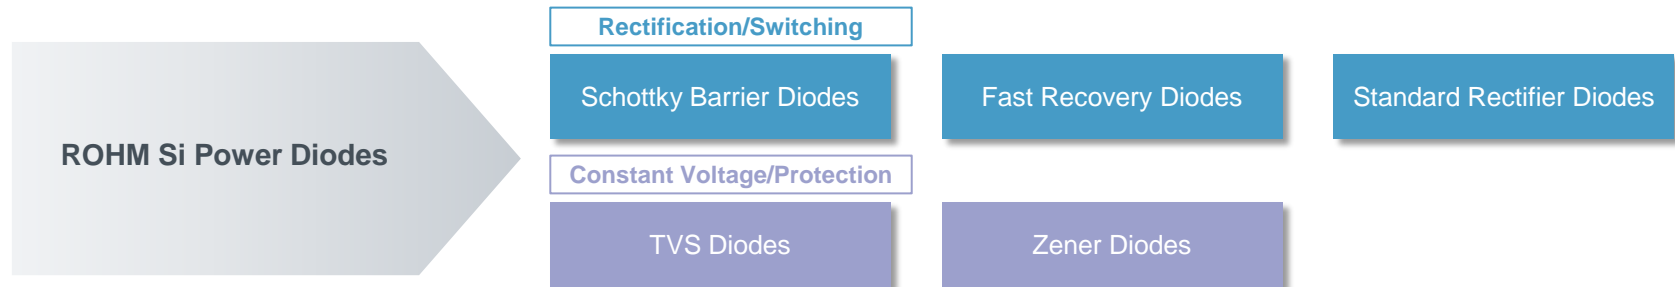 ROHM Si Power Diodes
Rectification/Switching
Schottky Barrier Diodes
Fast Recovery Diodes
Standard Rectifier Diodes
Constant Voltage/Protection
TVS Diodes
Zener Diodes